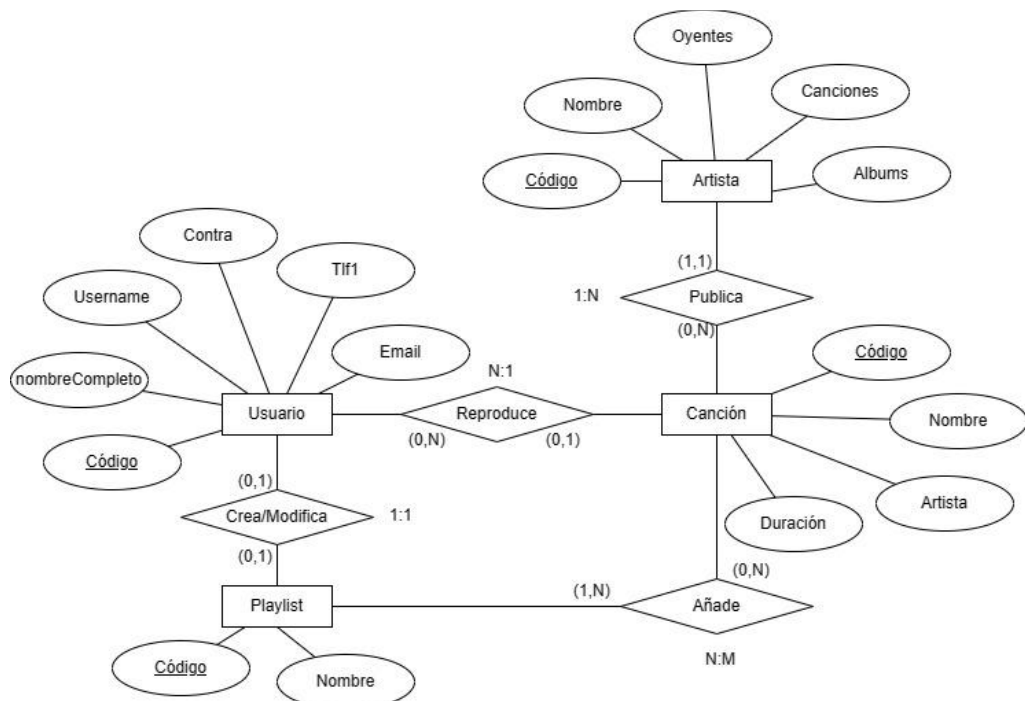 Oyentes
Nombre
Canciones
Código
Artista
Albums
Contra
Tlf1
Username
(1,1)
1:N
Publica
(0,N)
Email
Código
nombreCompleto
N:1
Usuario
Reproduce
Canción
Nombre
(0,N)
(0,1)
Código
(0,1)
Artista
Crea/Modifica
1:1
Duración
(0,1)
(0,N)
(1,N)
Playlist
Añade
N:M
Código
Nombre